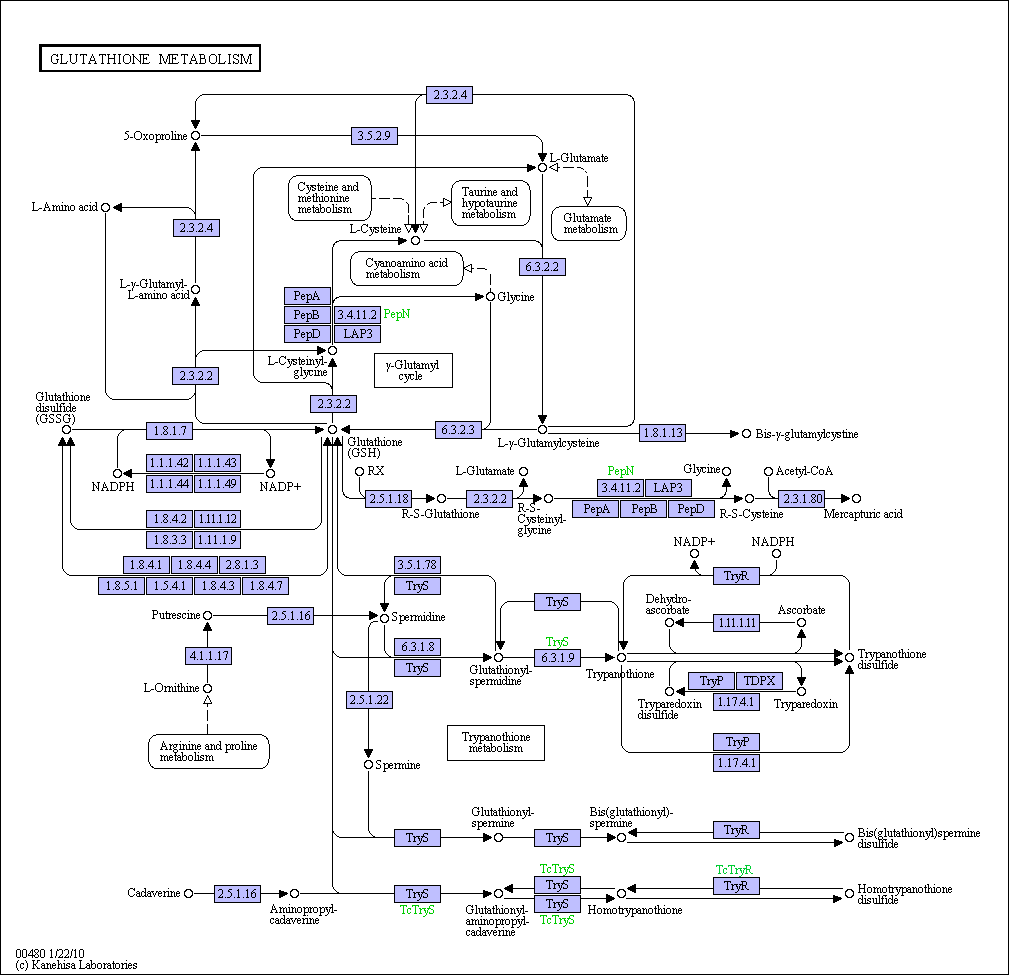 GLUTATHIONE METABOLISM
2.3.2.4
5-Oxoproline
3.5.2.9
L-Glutamate
Cysteine and
methionine
metabolism
Taurine and
hypotaurine
metabolism
Glutamate
metabolism
L-Amino acid
2.3.2.4
L-Cysteine
Cyanoamino acid
metabolism
6.3.2.2
L-γ-Glutamyl-
L-amino acid
PepA
Glycine
PepB
3.4.11.2
PepN
PepD
LAP3
L-Cysteinyl-
glycine
γ-Glutamyl
cycle
2.3.2.2
2.3.2.2
Glutathione
disulfide
(GSSG)
1.8.1.7
Glutathione
(GSH)
6.3.2.3
L-γ-Glutamylcysteine
1.8.1.13
Bis-γ-glutamylcystine
1.1.1.42
1.1.1.43
1.1.1.44
1.1.1.49
NADPH
NADP+
RX
L-Glutamate
PepN
Glycine
Acetyl-CoA
2.5.1.18
2.3.2.2
3.4.11.2
LAP3
2.3.1.80
PepA
PepB
PepD
R-S-Glutathione
R-S-
Cysteinyl-
glycine
R-S-Cysteine
Mercapturic acid
1.8.4.2
1.11.1.12
1.8.3.3
1.11.1.9
1.8.4.1
1.8.4.4
2.8.1.3
1.8.5.1
1.5.4.1
1.8.4.3
1.8.4.7
3.5.1.78
TryS
NADP+
NADPH
TryR
Putrescine
2.5.1.16
Spermidine
TryS
Dehydro-
ascorbate
1.11.1.11
Ascorbate
4.1.1.17
6.3.1.8
TryS
Glutathionyl-
spermidine
TryS
6.3.1.9
Trypanothione
Trypanothione
disulfide
L-Ornithine
2.5.1.22
TryP
TDPX
1.17.4.1
Tryparedoxin
disulfide
Tryparedoxin
Arginine and proline
metabolism
Trypanothione
metabolism
TryP
1.17.4.1
Spermine
Glutathionyl-
spermine
Bis(glutathionyl)-
spermine
TryS
TryS
TryR
Bis(glutathionyl)spermine
disulfide
Cadaverine
2.5.1.16
Aminopropyl-
cadaverine
TryS
TcTryS
Glutathionyl-
aminopropyl-
cadaverine
TcTryS
TryS
TryS
TcTryS
Homotrypanothione
TcTryR
TryR
Homotrypanothione
disulfide
00480 1/22/10
(c) Kanehisa Laboratories